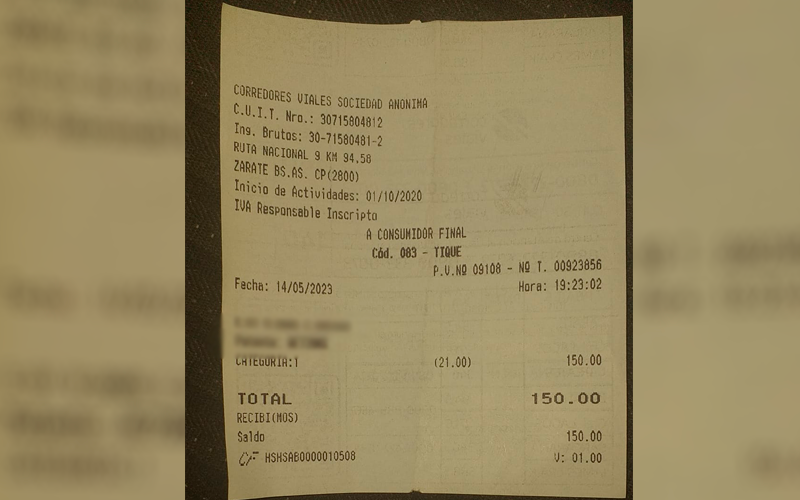 CORREDORES VIALES SOCIEDAD ANONIMA
C.U.I.T. Nro.: 30715804812
Ing. Brutos: 30-71580481-2
RUTA NACIONAL 9 KM 94.58
ZARATE BS.AS. CP(2800)
Inicio de Actividades: 01/10/2020
IVA Responsable Inscripto
A CONSUMIDOR FINAL
Cód. 083 - TIQUE
P.V.Nº 09108 - Nº T. 00923856
Fecha: 14/05/2023 Hora: 19:23:02
CATEGORIA:1 (21.00) 150.00
TOTAL 150.00
RECIBI(MOS)
Saldo 150.00
CF HSHSAB0000010508 V: 01.00